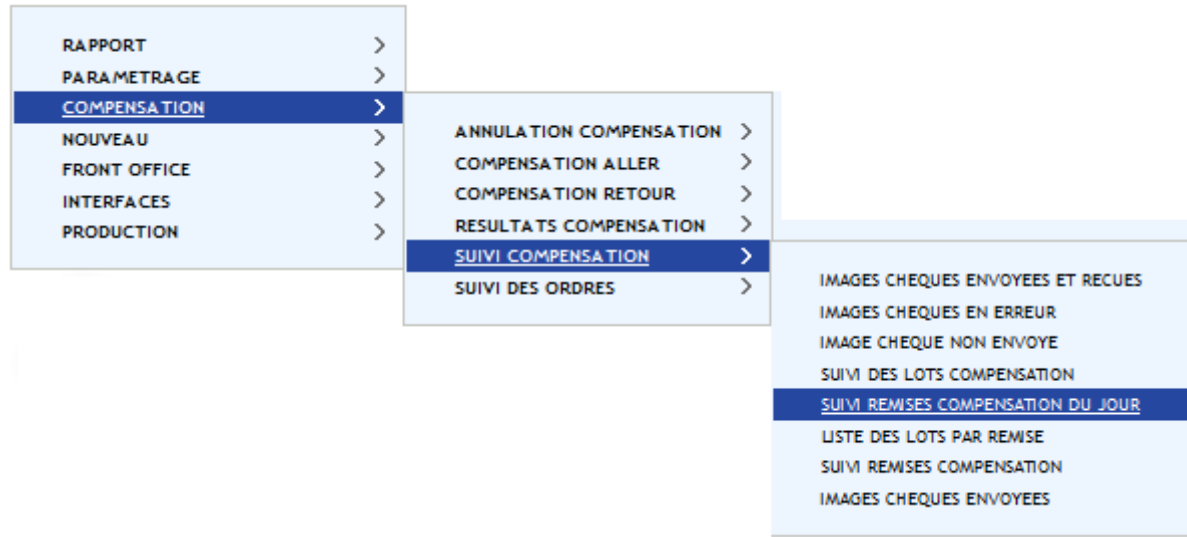 RAPPORT
PARAMETRAGE
COMPENSATION
NOUVEAU
FRONT OFFICE
INTERFACES
PRODUCTION
ANNULATION COMPENSATION
COMPENSATION ALLER
COMPENSATION RETOUR
RESULTATS COMPENSATION
SUIVI COMPENSATION
SUIVI DES ORDRES
IMAGES CHEQUES ENVOYEES ET RECUES
IMAGES CHEQUES EN ERREUR
IMAGE CHEQUE NON ENVOYE
SUIVI DES LOTS COMPENSATION
SUIVI REMISES COMPENSATION DU JOUR
LISTE DES LOTS PAR REMISE
SUIVI REMISES COMPENSATION
IMAGES CHEQUES ENVOYEES